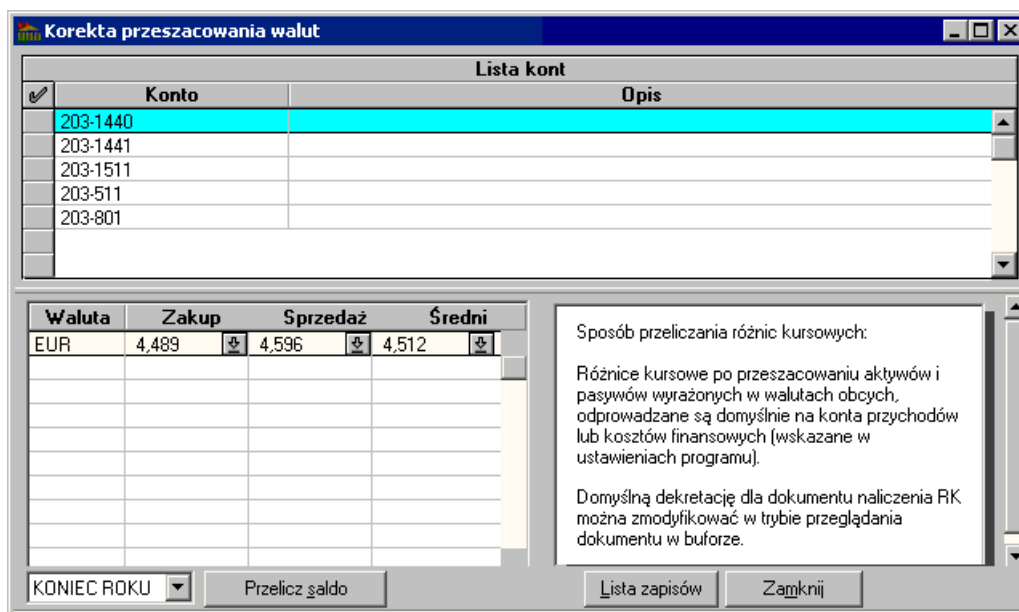 Korekta przeszacowania walut
Lista kont
Konto Opis
203-1440
203-1441
203-1511
203-511
203-801
Waluta Zakup Sprzedaż Średni
EUR 4,489 4,596 4,512
Sposób przeliczania różnic kursowych:
Różnice kursowe po przeszacowaniu aktywów i
pasywów wyrażonych w walutach obcych,
odprowadzane są domyślnie na konta przychodów
lub kosztów finansowych (wskazane w
ustawieniach programu).
Domyślną dekretację dla dokumentu naliczenia RK
można zmodyfikować w trybie przeglądania
dokumentu w buforze.
KONIEC ROKU Przelicz saldo Lista zapisów Zamknij